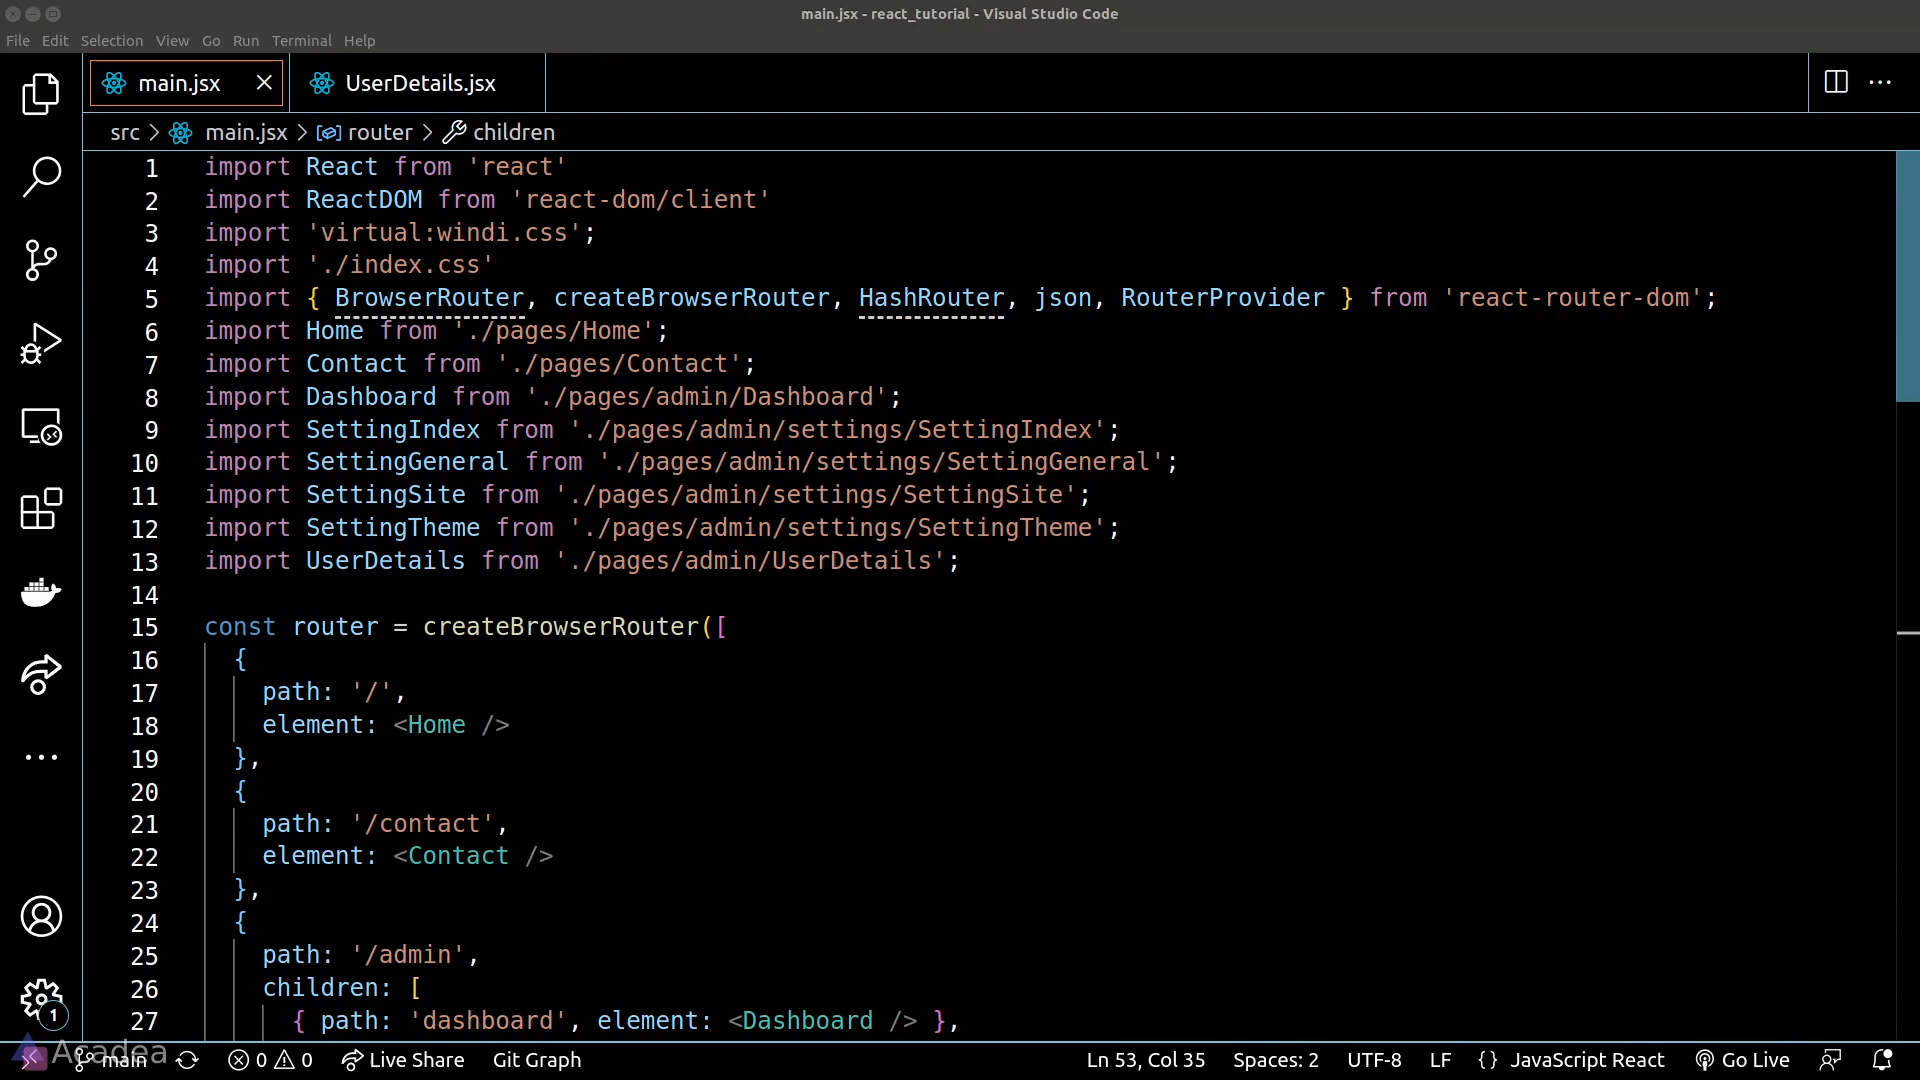 main.jsx - react_tutorial - Visual Studio Code
File Edit Selection View Go Run Terminal Help
main.jsx UserDetails.jsx
src > main.jsx > router > children
1 import React from 'react'
2 import ReactDOM from 'react-dom/client'
3 import 'virtual:windi.css';
4 import './index.css'
5 import { BrowserRouter, createBrowserRouter, HashRouter, json, RouterProvider } from 'react-router-dom';
6 import Home from './pages/Home';
7 import Contact from './pages/Contact';
8 import Dashboard from './pages/admin/Dashboard';
9 import SettingIndex from './pages/admin/settings/SettingIndex';
10 import SettingGeneral from './pages/admin/settings/SettingGeneral';
11 import SettingSite from './pages/admin/settings/SettingSite';
12 import SettingTheme from './pages/admin/settings/SettingTheme';
13 import UserDetails from './pages/admin/UserDetails';
14
15 const router = createBrowserRouter([
16 {
17 path: '/',
18 element: <Home />
19 },
20 {
21 path: '/contact',
22 element: <Contact />
23 },
24 {
25 path: '/admin',
26 children: [
27 { path: 'dashboard', element: <Dashboard /> },
1
Acadea
main 0 0 Live Share Git Graph Ln 53, Col 35 Spaces: 2 UTF-8 LF {} JavaScript React Go Live